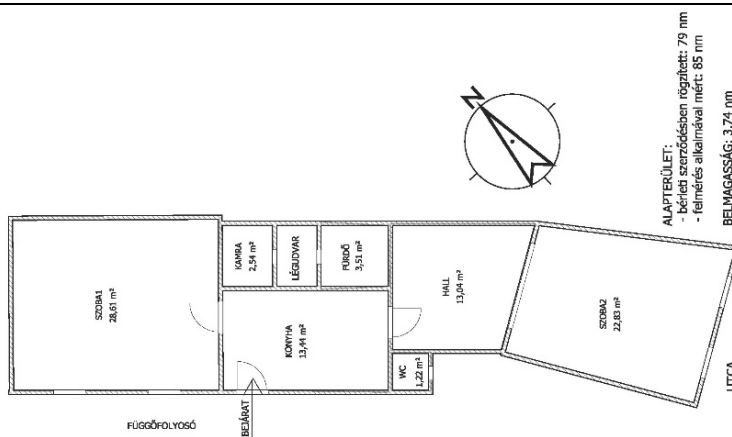 N
ALAPTERÜLET:
- bérleti szerződésben rögzített: 79 nm
- felmérés alkalmával mért: 85 nm
BELMAGASSÁG: 3,74 nm
SZOBA1
28,61 m²
KAMRA
2,54 m²
LÉGUDVAR
FÜRDŐ
3,51 m²
HALL
13,04 m²
SZOBA2
22,83 m²
KONYHA
13,44 m²
WC
1,22 m²
FÜGGŐFOLYOSÓ
BEJÁRAT
UTCA